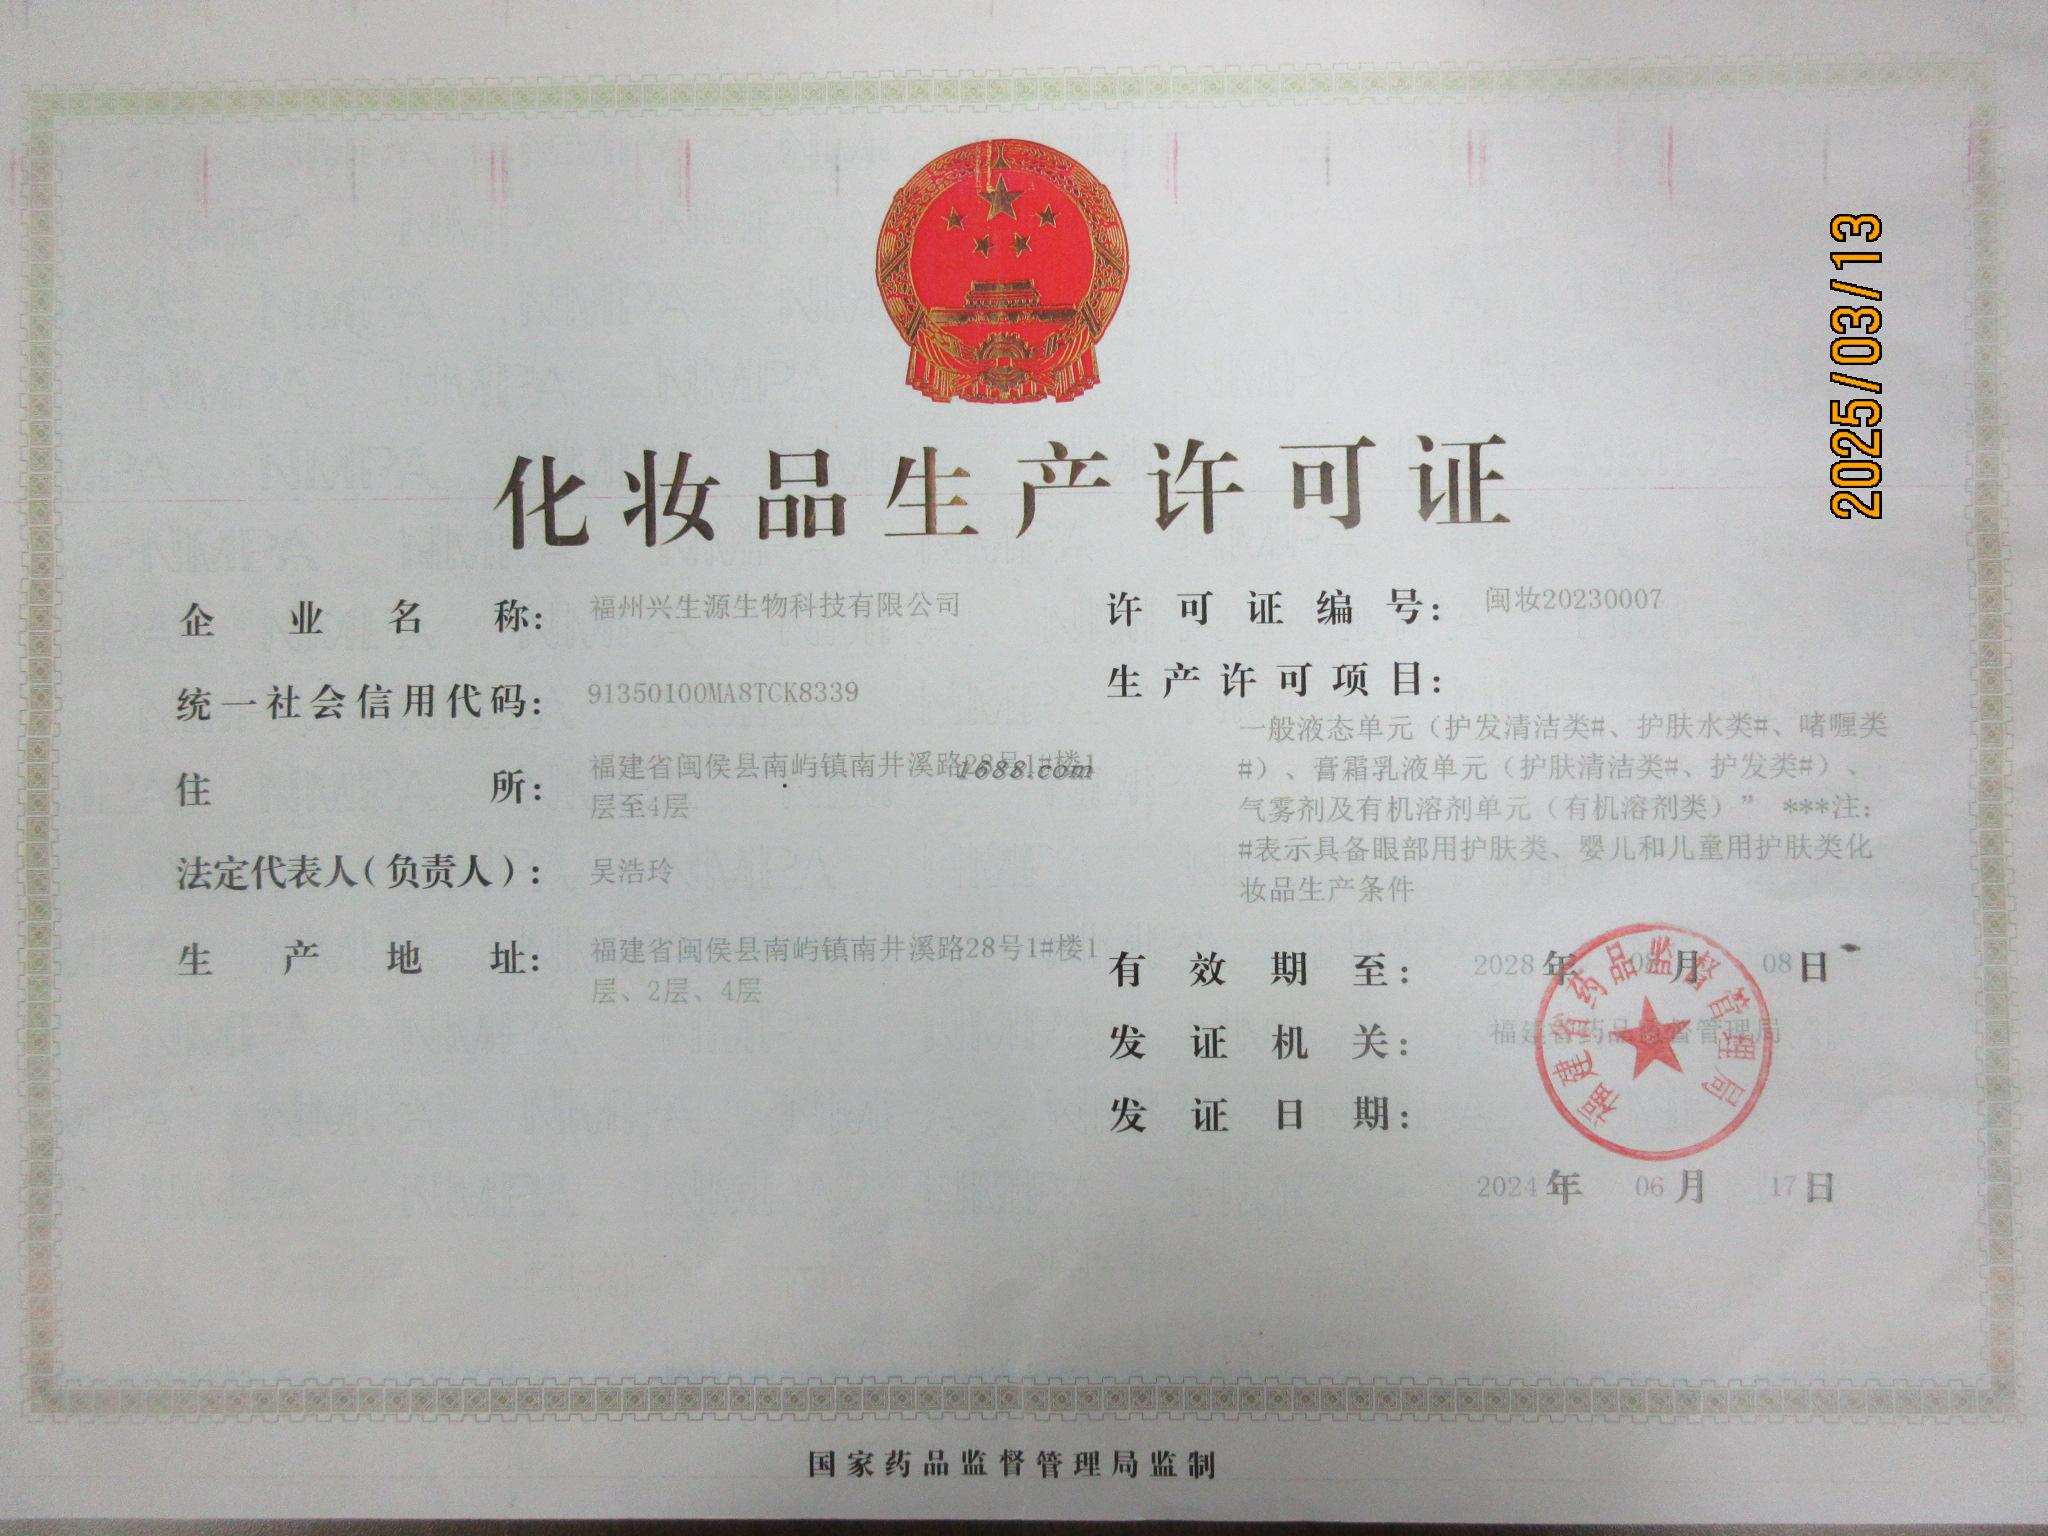 2025/03/13
化妆品生产许可证
企业名称: 福州兴生源生物科技有限公司
统一社会信用代码: 91350100MA8TCK8339
住所: 福建省闽侯县南屿镇南井溪路28号1#楼1
层至4层
1688.com
法定代表人(负责人): 吴浩玲
生产地址: 福建省闽侯县南屿镇南井溪路28号1#楼1
层、2层、4层
许可证编号: 闽妆20230007
生产许可项目:
一般液态单元（护发清洁类#、护肤水类#、啫喱类
#）、膏霜乳液单元（护肤清洁类#、护发类#）、
气雾剂及有机溶剂单元（有机溶剂类）” ***注:
#表示具备眼部用护肤类、婴儿和儿童用护肤类化
妆品生产条件
有效期至: 2028年08月08日
发证机关: 福建省药品监督管理局
发证日期:
2024年06月17日
福建省药品监督管理局
国家药品监督管理局监制